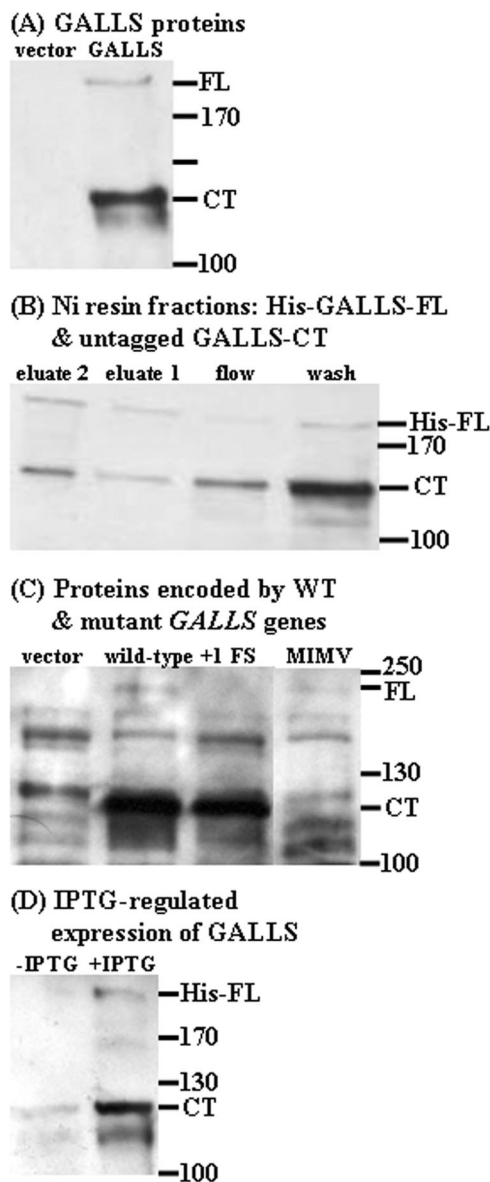 (A) GALLS proteins
vector GALLS
FL
170
CT
100
(B) Ni resin fractions: His-GALLS-FL
& untagged GALLS-CT
eluate 2 eluate 1 flow wash
His-FL
170
CT
100
(C) Proteins encoded by WT
& mutant GALLS genes
vector wild-type +1 FS MIMV
250
FL
130
CT
100
(D) IPTG-regulated
expression of GALLS
-IPTG +IPTG
His-FL
170
130
CT
100